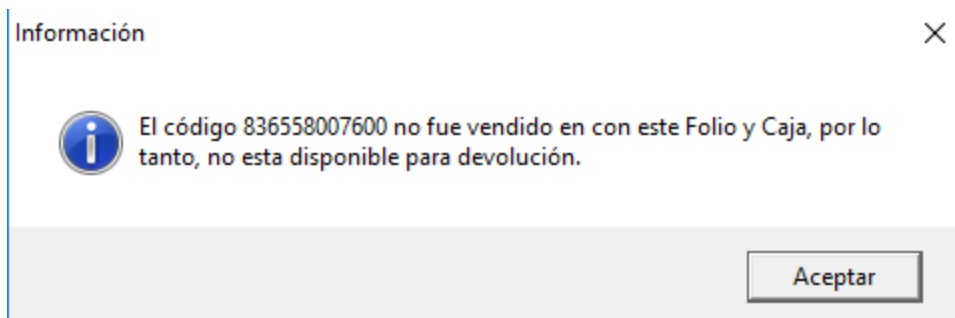 Información
El código 836558007600 no fue vendido en con este Folio y Caja, por lo
tanto, no esta disponible para devolución.
Aceptar